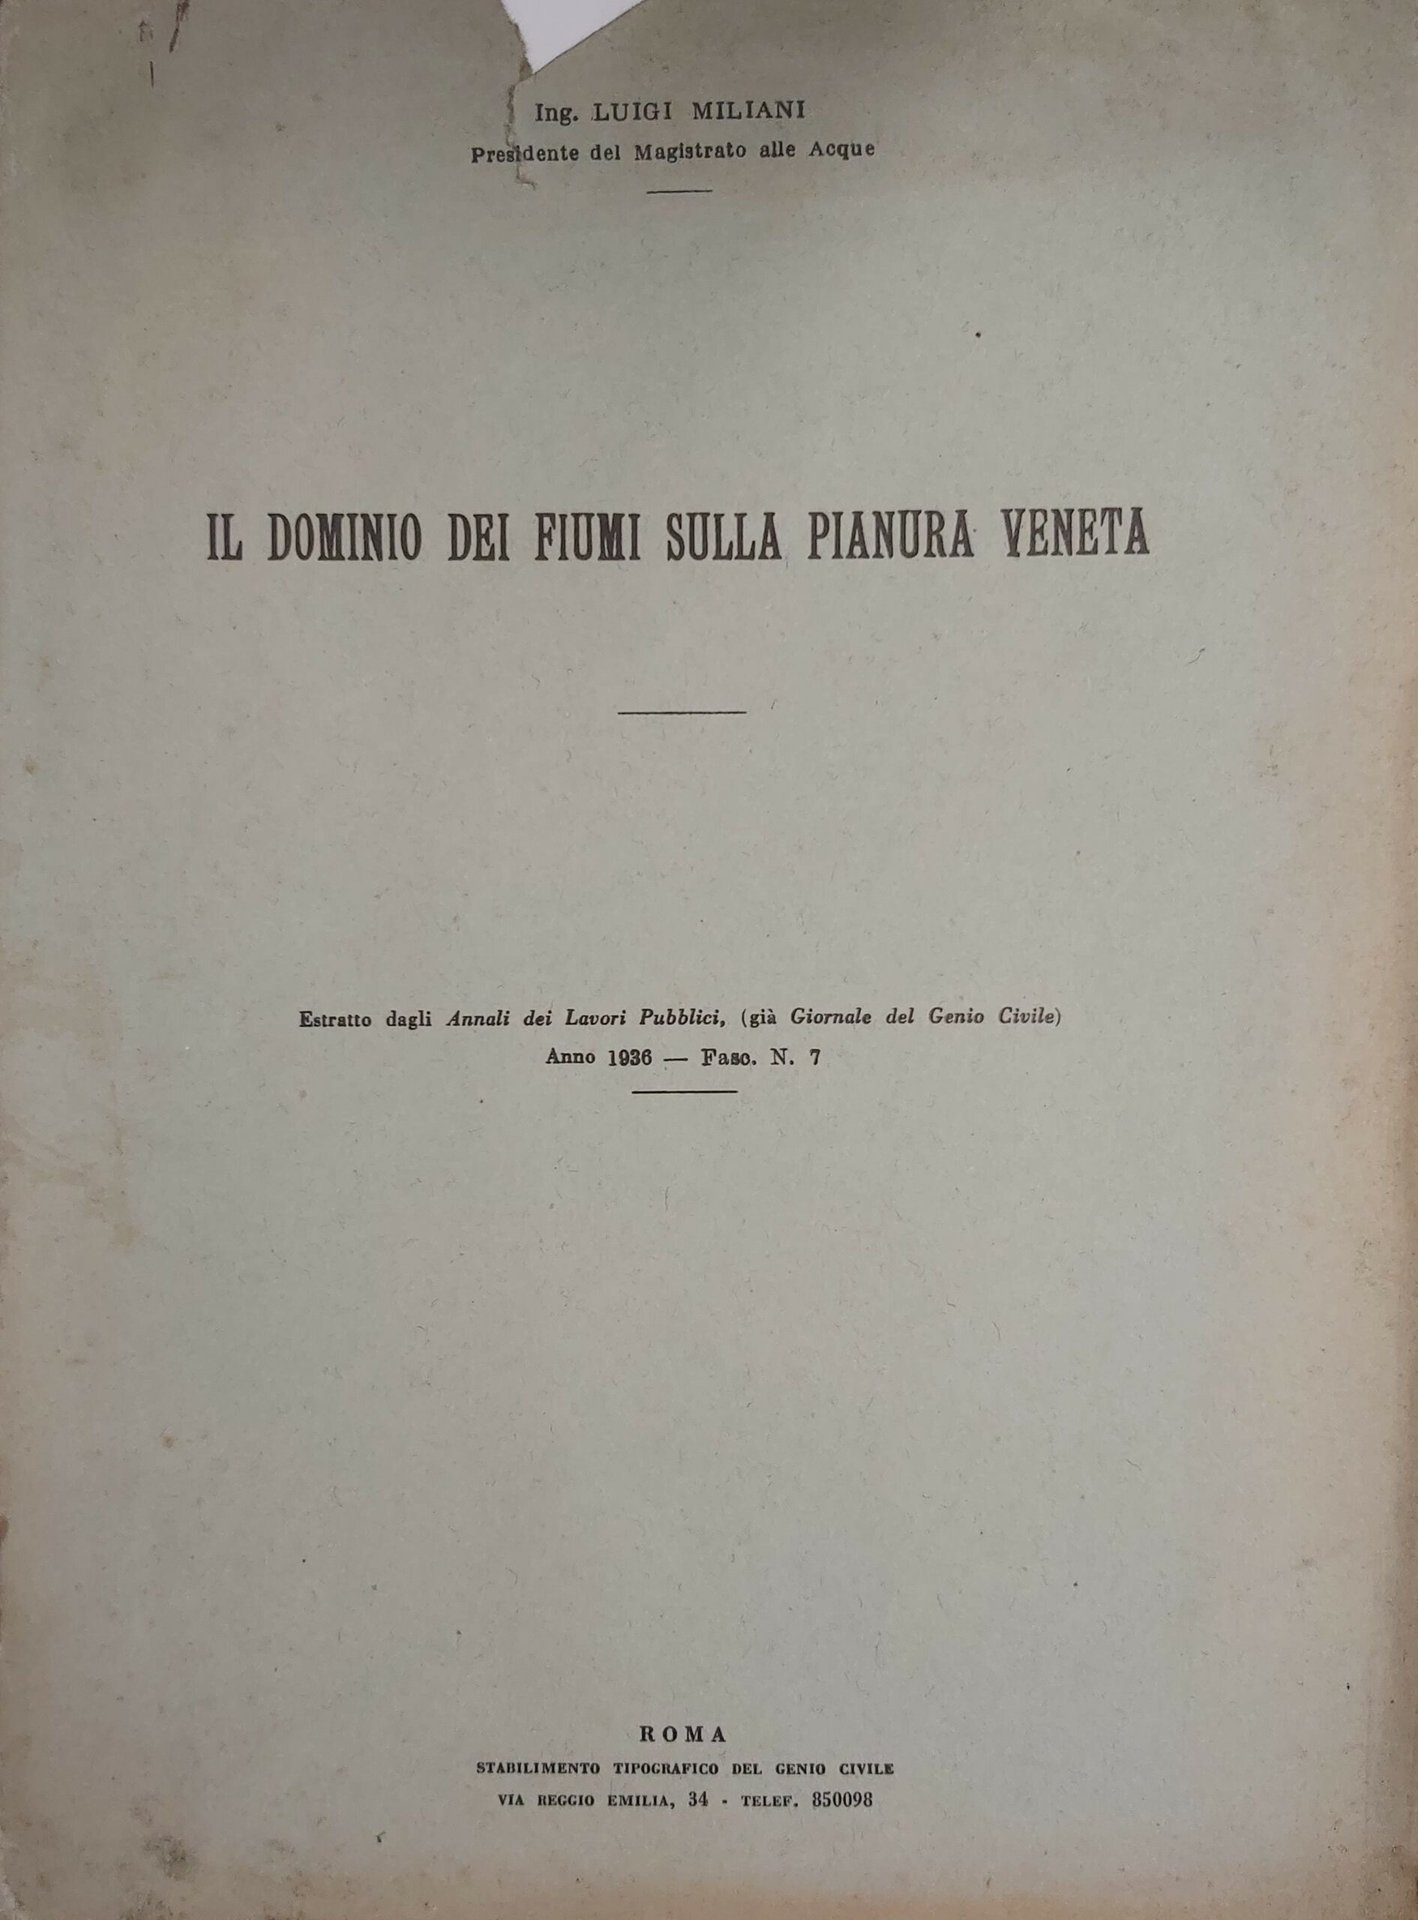 Ing. LUIGI MILIANI
Presidente del Magistrato alle Acque
IL DOMINIO DEI FIUMI SULLA PIANURA VENETA
Estratto dagli Annali dei Lavori Pubblici, (già Giornale del Genio Civile)
Anno 1936 — Fasc. N. 7
ROMA
STABILIMENTO TIPOGRAFICO DEL GENIO CIVILE
VIA REGGIO EMILIA, 34 - TELEF. 850098